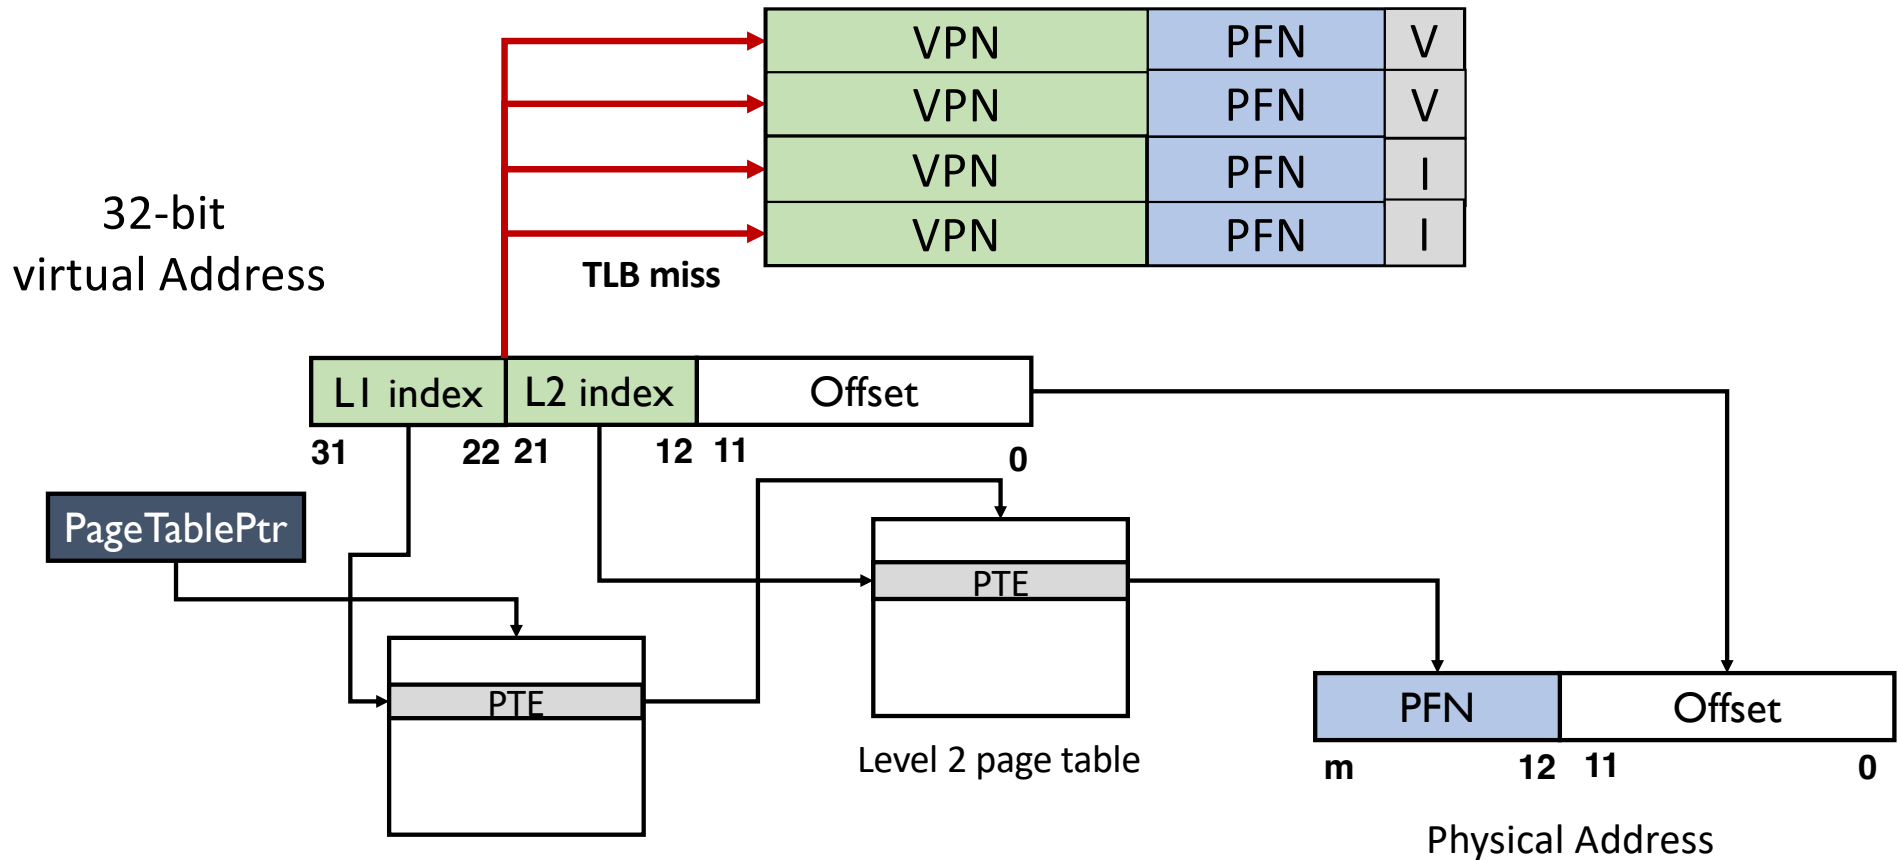 VPN PFN V
VPN PFN V
VPN PFN I
VPN PFN I
32-bit
virtual Address
TLB miss
L1 index L2 index Offset
31 22 21 12 11 0
PageTablePtr
PTE
PTE
Level 2 page table
PFN Offset
m 12 11 0
Physical Address